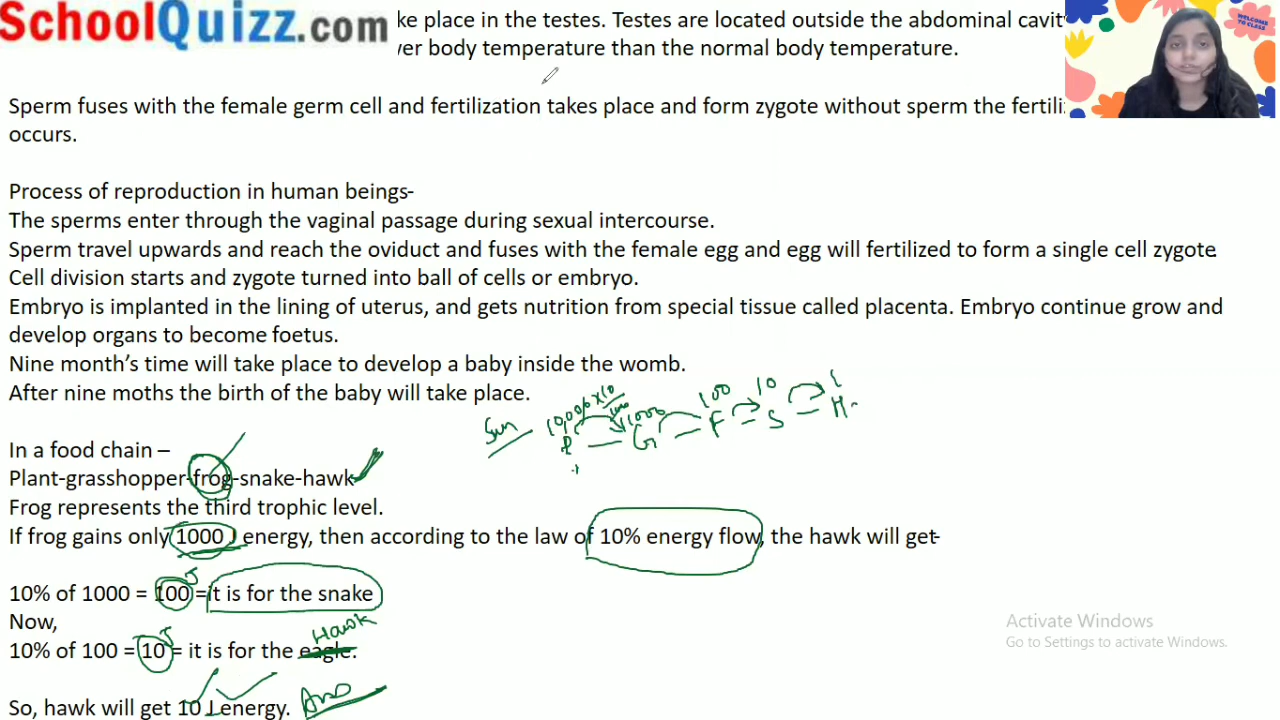 SchoolQuizz.com
ke place in the testes. Testes are located outside the abdominal cavit
er body temperature than the normal body temperature.
WELCOME TO CLASS
Sperm fuses with the female germ cell and fertilization takes place and form zygote without sperm the fertili
occurs.
Process of reproduction in human beings-
The sperms enter through the vaginal passage during sexual intercourse.
Sperm travel upwards and reach the oviduct and fuses with the female egg and egg will fertilized to form a single cell zygote.
Cell division starts and zygote turned into ball of cells or embryo.
Embryo is implanted in the lining of uterus, and gets nutrition from special tissue called placenta. Embryo continue grow and
develop organs to become foetus.
Nine month's time will take place to develop a baby inside the womb.
After nine moths the birth of the baby will take place.
10,000 x 10 1000 100 10 1
Sun P – G – F – S – H
In a food chain –
Plant-grasshopper-frog-snake-hawk
Frog represents the third trophic level.
If frog gains only 1000 J energy, then according to the law of 10% energy flow, the hawk will get-
10% of 1000 = 100 J = it is for the snake
Now,
Hawk
10% of 100 = 10 J = it is for the eagle.
So, hawk will get 10 J energy. Ans
Activate Windows
Go to Settings to activate Windows.